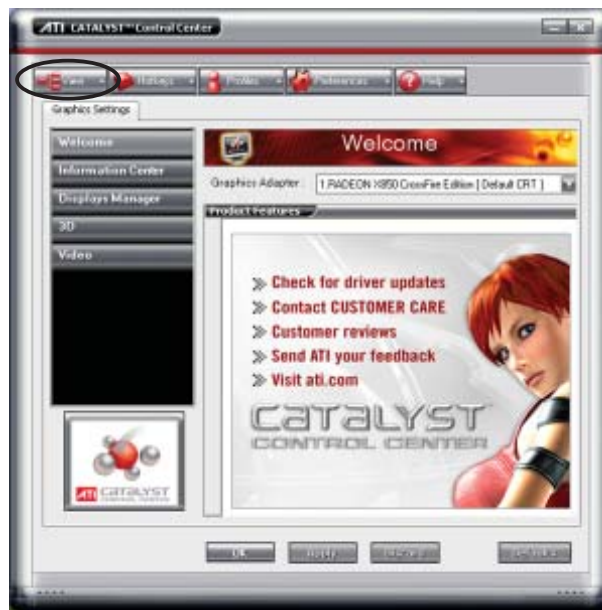 ATI CATALYST™ Control Center
View Hotkeys Profiles Preferences Help
Graphics Settings
Welcome
Information Center
Displays Manager
3D
Video
Welcome
Graphics Adapter : 1.RADEON X850 CrossFire Edition [ Default CRT ]
Product Features
Check for driver updates
Contact CUSTOMER CARE
Customer reviews
Send ATI your feedback
Visit ati.com
CATALYST
CONTROL CENTER
ATI CATALYST
OK Apply Discard Defaults